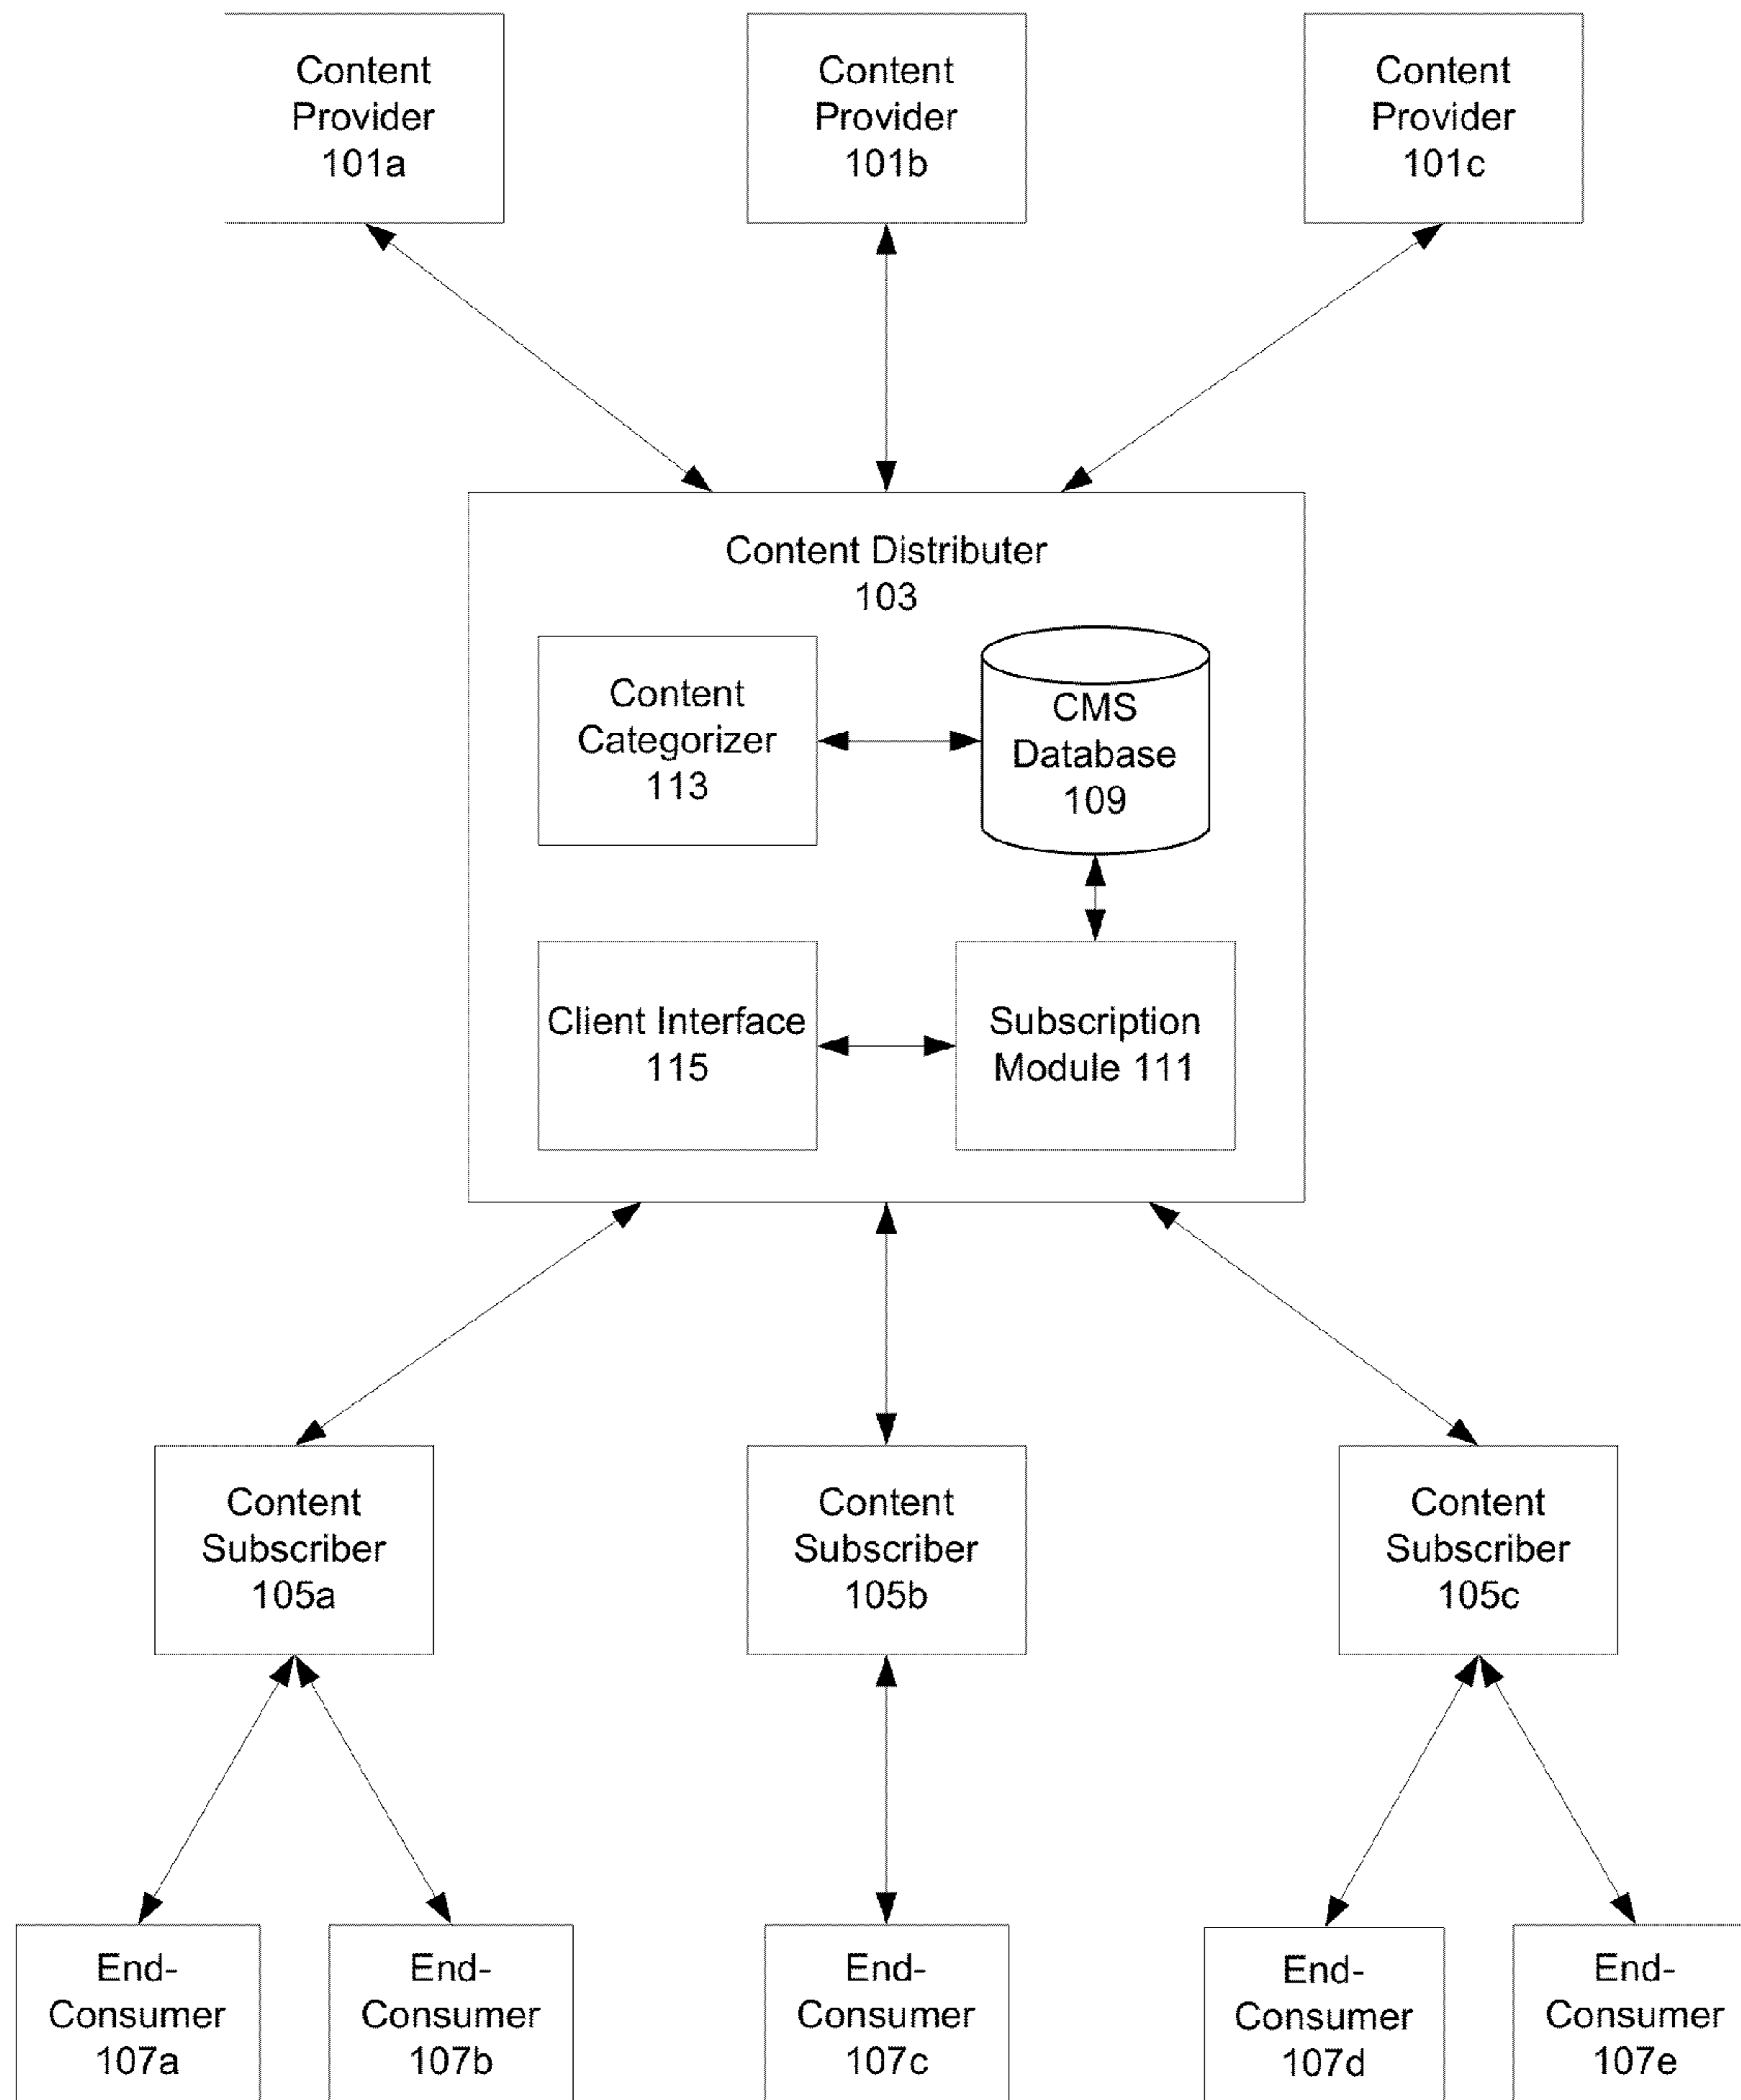 Content
Provider
101a
Content
Provider
101b
Content
Provider
101c
Content Distributer
103
Content
Categorizer
113
CMS
Database
109
Client Interface
115
Subscription
Module 111
Content
Subscriber
105a
Content
Subscriber
105b
Content
Subscriber
105c
End-
Consumer
107a
End-
Consumer
107b
End-
Consumer
107c
End-
Consumer
107d
End-
Consumer
107e